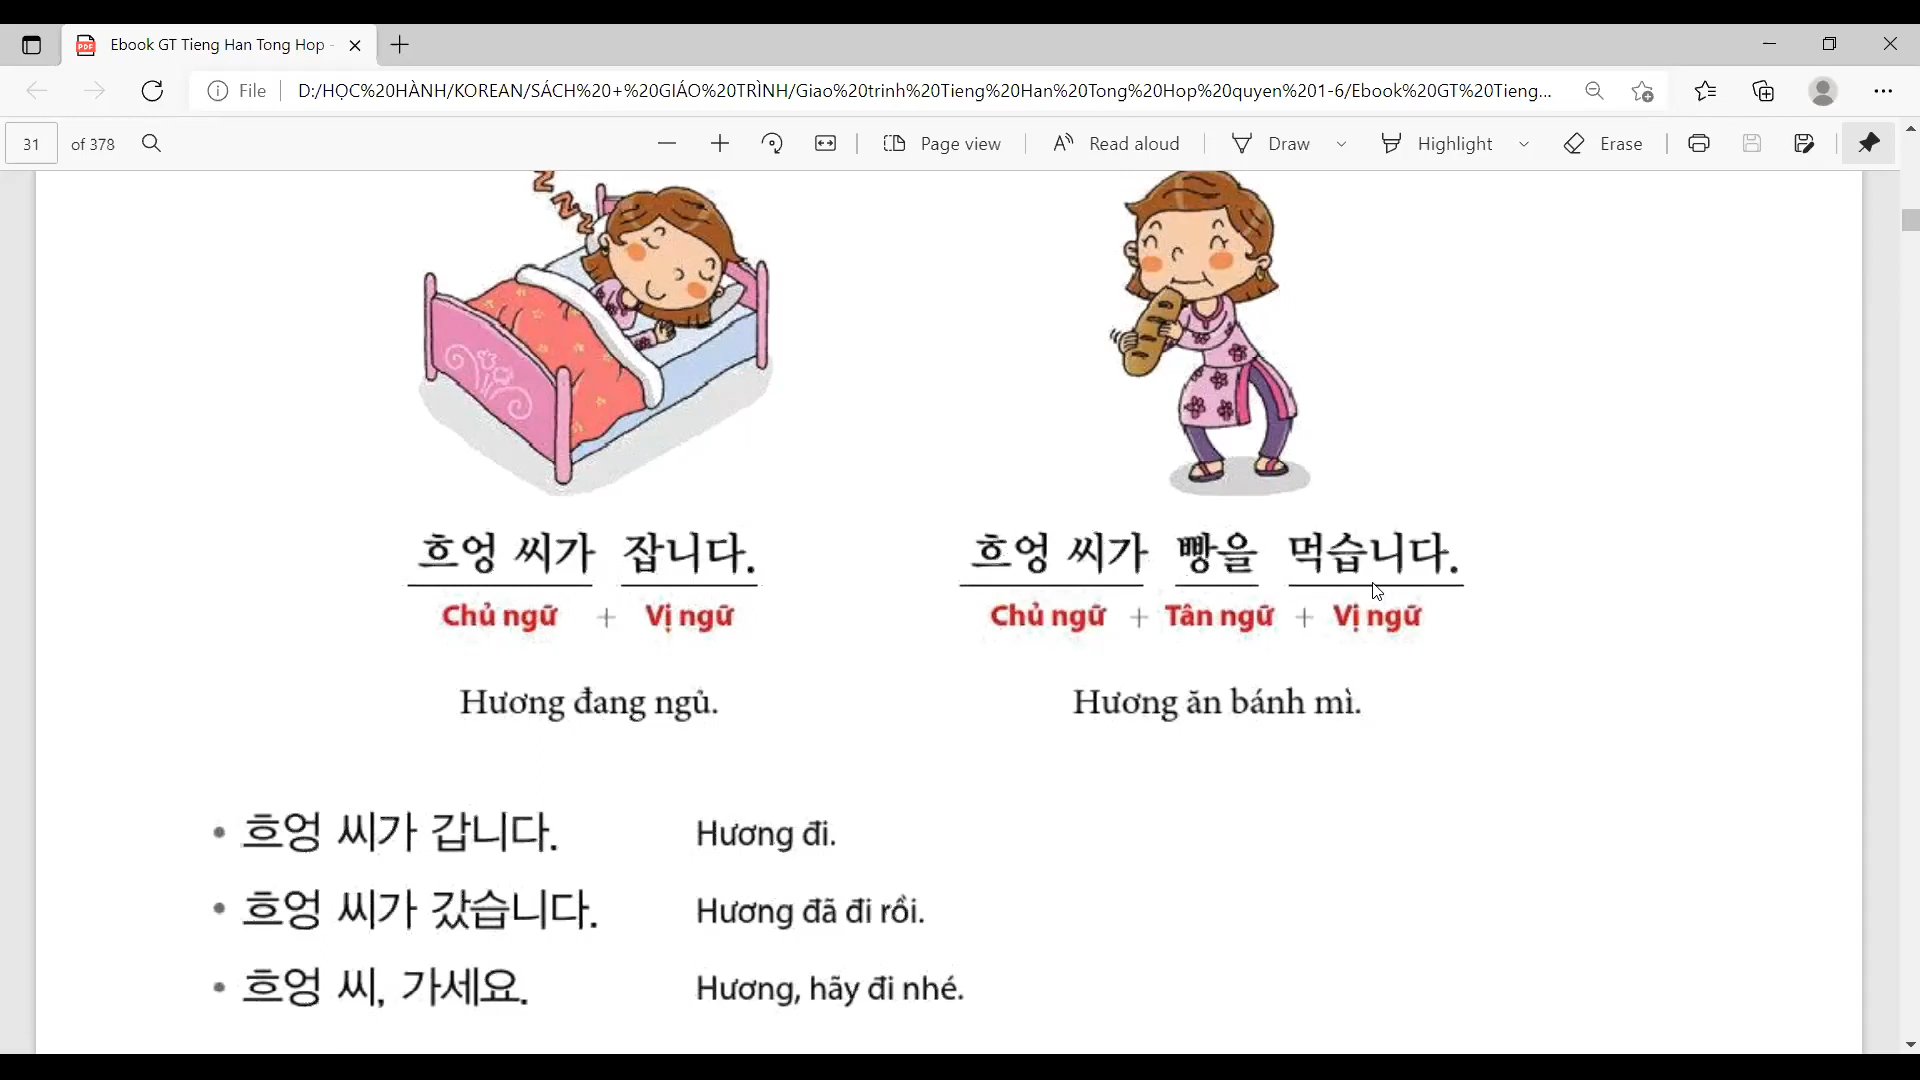 Ebook GT Tieng Han Tong Hop -
File
D:/HỌC%20HÀNH/KOREAN/SÁCH%20+%20GIÁO%20TRÌNH/Giao%20trinh%20Tieng%20Han%20Tong%20Hop%20quyen%201-6/Ebook%20GT%20Tieng...
31 of 378 Page view Read aloud Draw Highlight Erase
z z z z
흐엉 씨가 잡니다. 흐엉 씨가 빵을 먹습니다.
Chủ ngữ + Vị ngữ Chủ ngữ + Tân ngữ + Vị ngữ
Hương đang ngủ. Hương ăn bánh mì.
• 흐엉 씨가 갑니다. Hương đi.
• 흐엉 씨가 갔습니다. Hương đã đi rồi.
• 흐엉 씨, 가세요. Hương, hãy đi nhé.